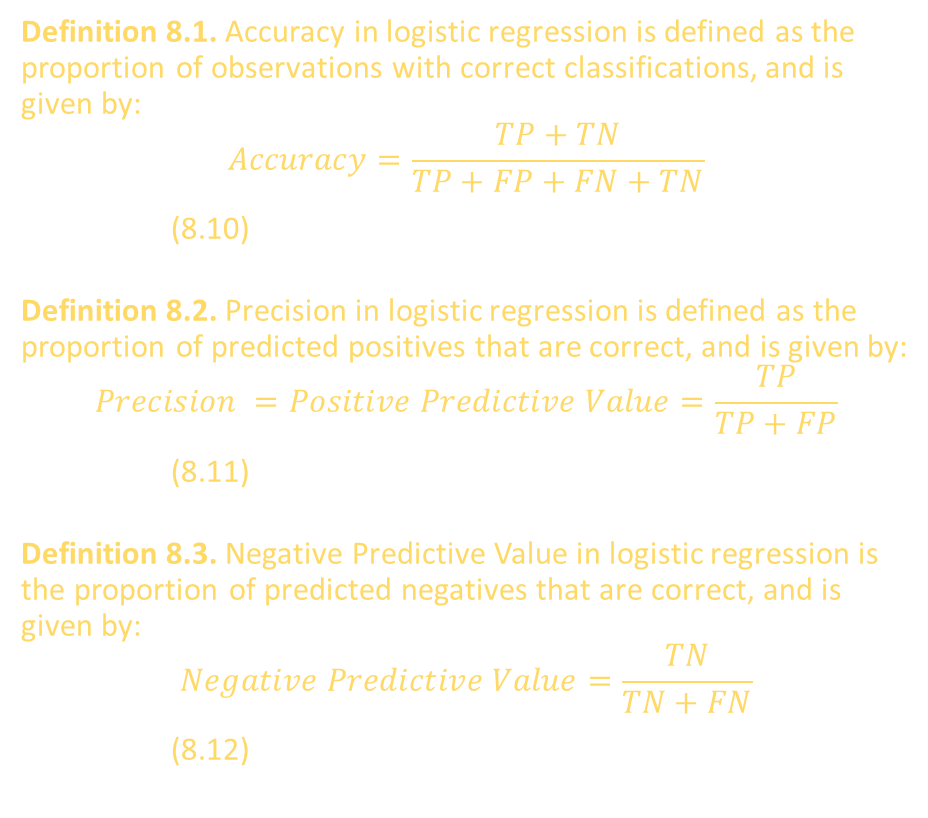 Definition 8.1. Accuracy in logistic regression is defined as the
proportion of observations with correct classifications, and is
given by:
Accuracy = \frac{TP + TN}{TP + FP + FN + TN}
(8.10)
Definition 8.2. Precision in logistic regression is defined as the
proportion of predicted positives that are correct, and is given by:
Precision = Positive Predictive Value = \frac{TP}{TP + FP}
(8.11)
Definition 8.3. Negative Predictive Value in logistic regression is
the proportion of predicted negatives that are correct, and is
given by:
Negative Predictive Value = \frac{TN}{TN + FN}
(8.12)